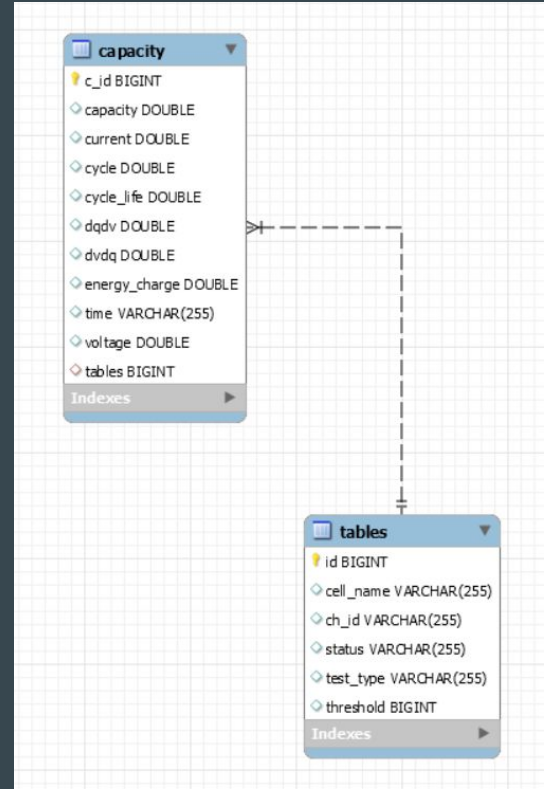 capacity
c_id BIGINT
capacity DOUBLE
current DOUBLE
cycle DOUBLE
cycle_life DOUBLE
dqdv DOUBLE
dvdq DOUBLE
energy_charge DOUBLE
time VARCHAR(255)
voltage DOUBLE
tables BIGINT
Indexes
tables
id BIGINT
cell_name VARCHAR(255)
ch_id VARCHAR(255)
status VARCHAR(255)
test_type VARCHAR(255)
threshold BIGINT
Indexes